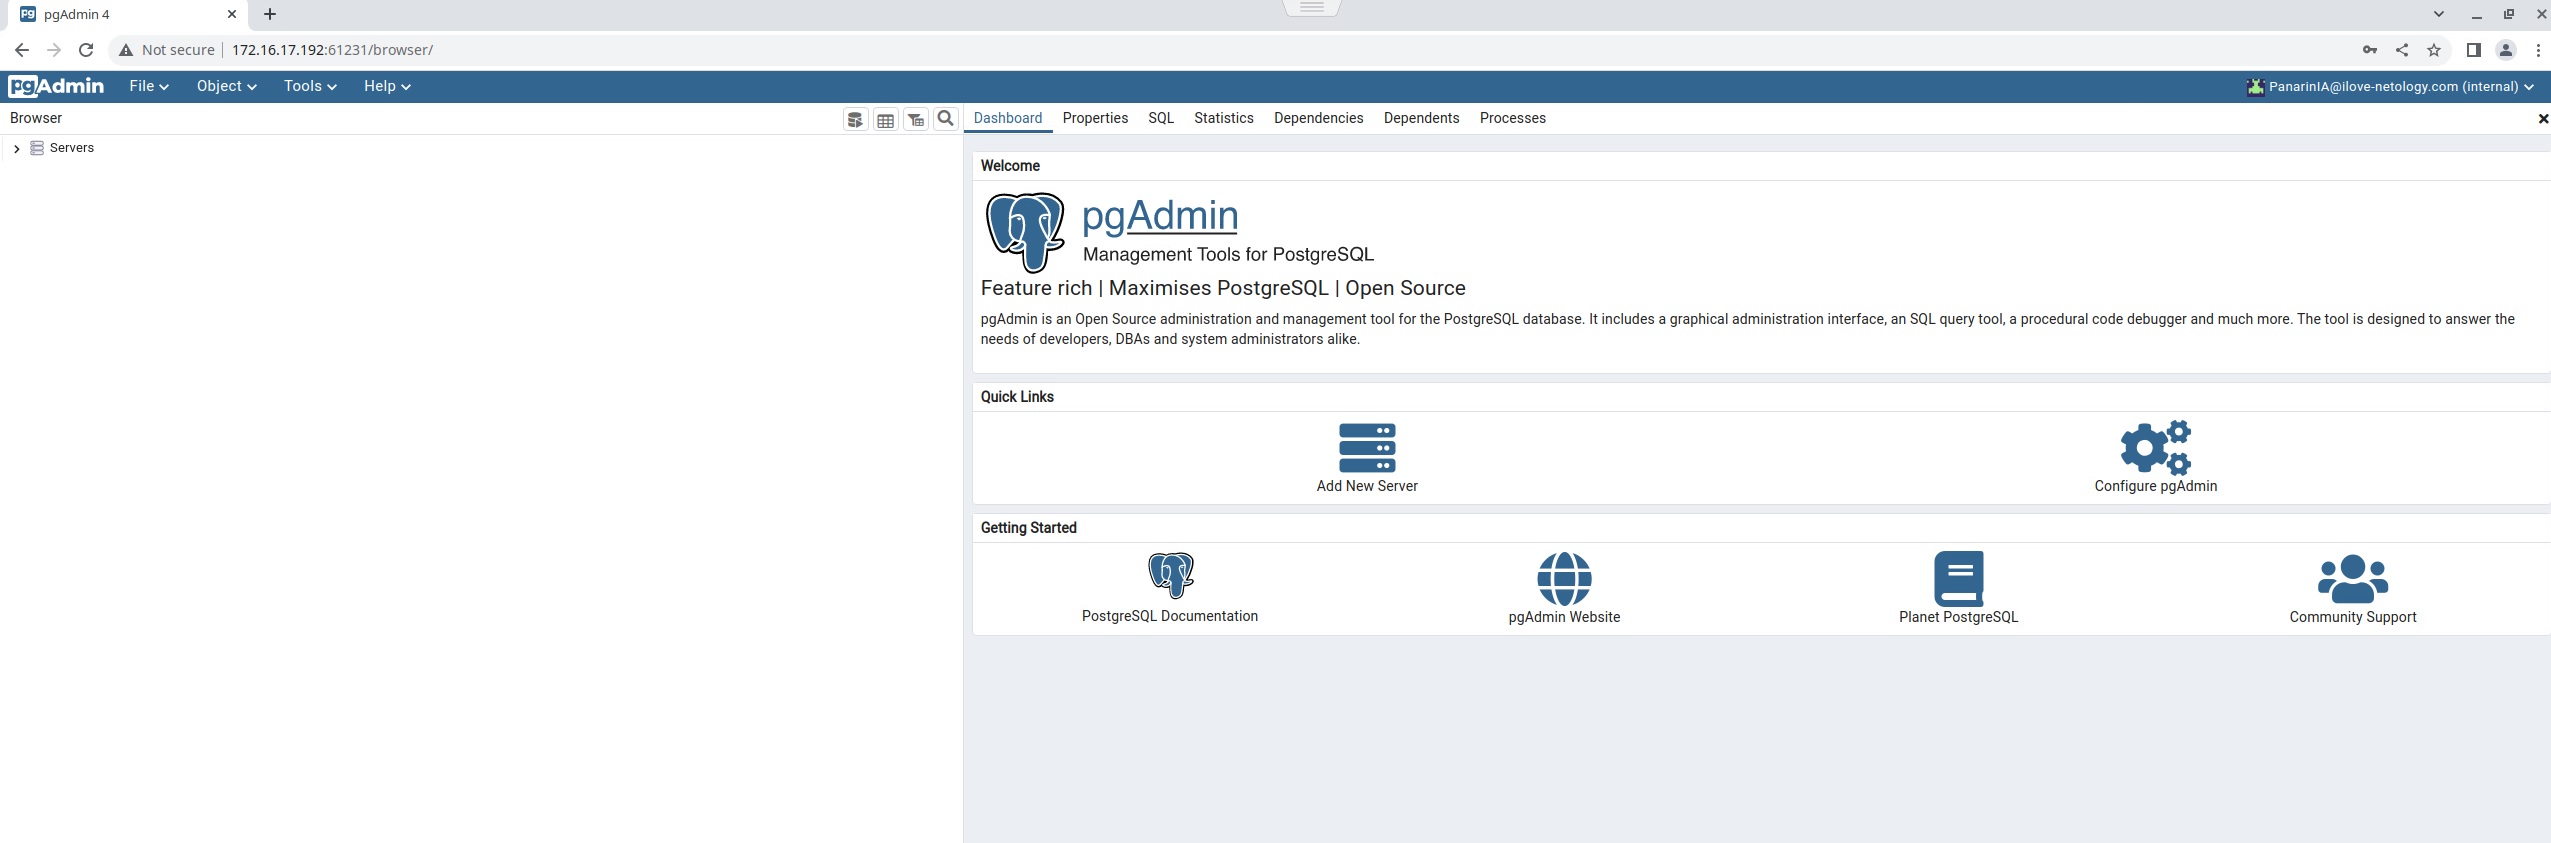 pg pgAdmin 4
Not secure 172.16.17.192:61231/browser/
pgAdmin File Object Tools Help PanarinIA@ilove-netology.com (internal)
Browser
Servers
Dashboard Properties SQL Statistics Dependencies Dependents Processes
Welcome
pgAdmin
Management Tools for PostgreSQL
Feature rich | Maximises PostgreSQL | Open Source
pgAdmin is an Open Source administration and management tool for the PostgreSQL database. It includes a graphical administration interface, an SQL query tool, a procedural code debugger and much more. The tool is designed to answer the
needs of developers, DBAs and system administrators alike.
Quick Links
Add New Server
Configure pgAdmin
Getting Started
PostgreSQL Documentation
pgAdmin Website
Planet PostgreSQL
Community Support